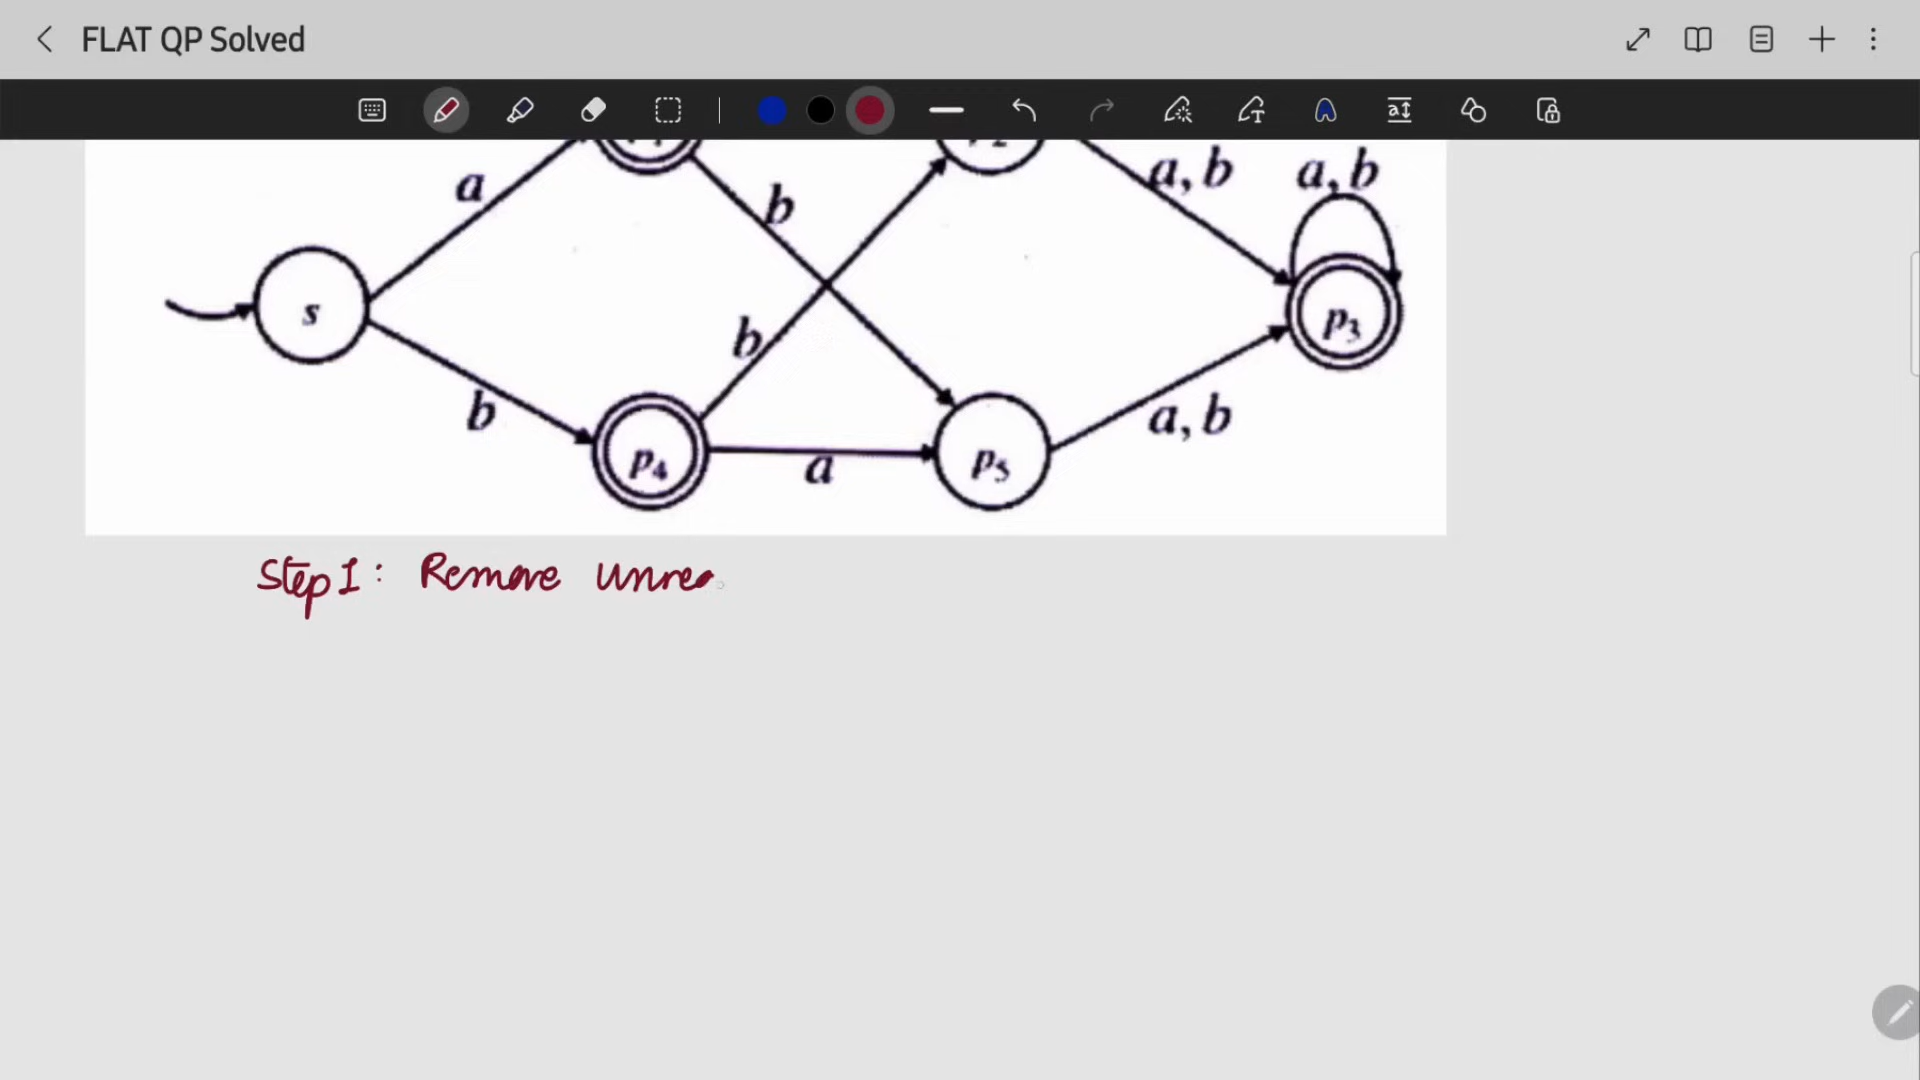 FLAT QP Solved
a
b
a, b
a, b
s
b
p3
b
p4
a
p5
a, b
Step 1: Remove Unrea